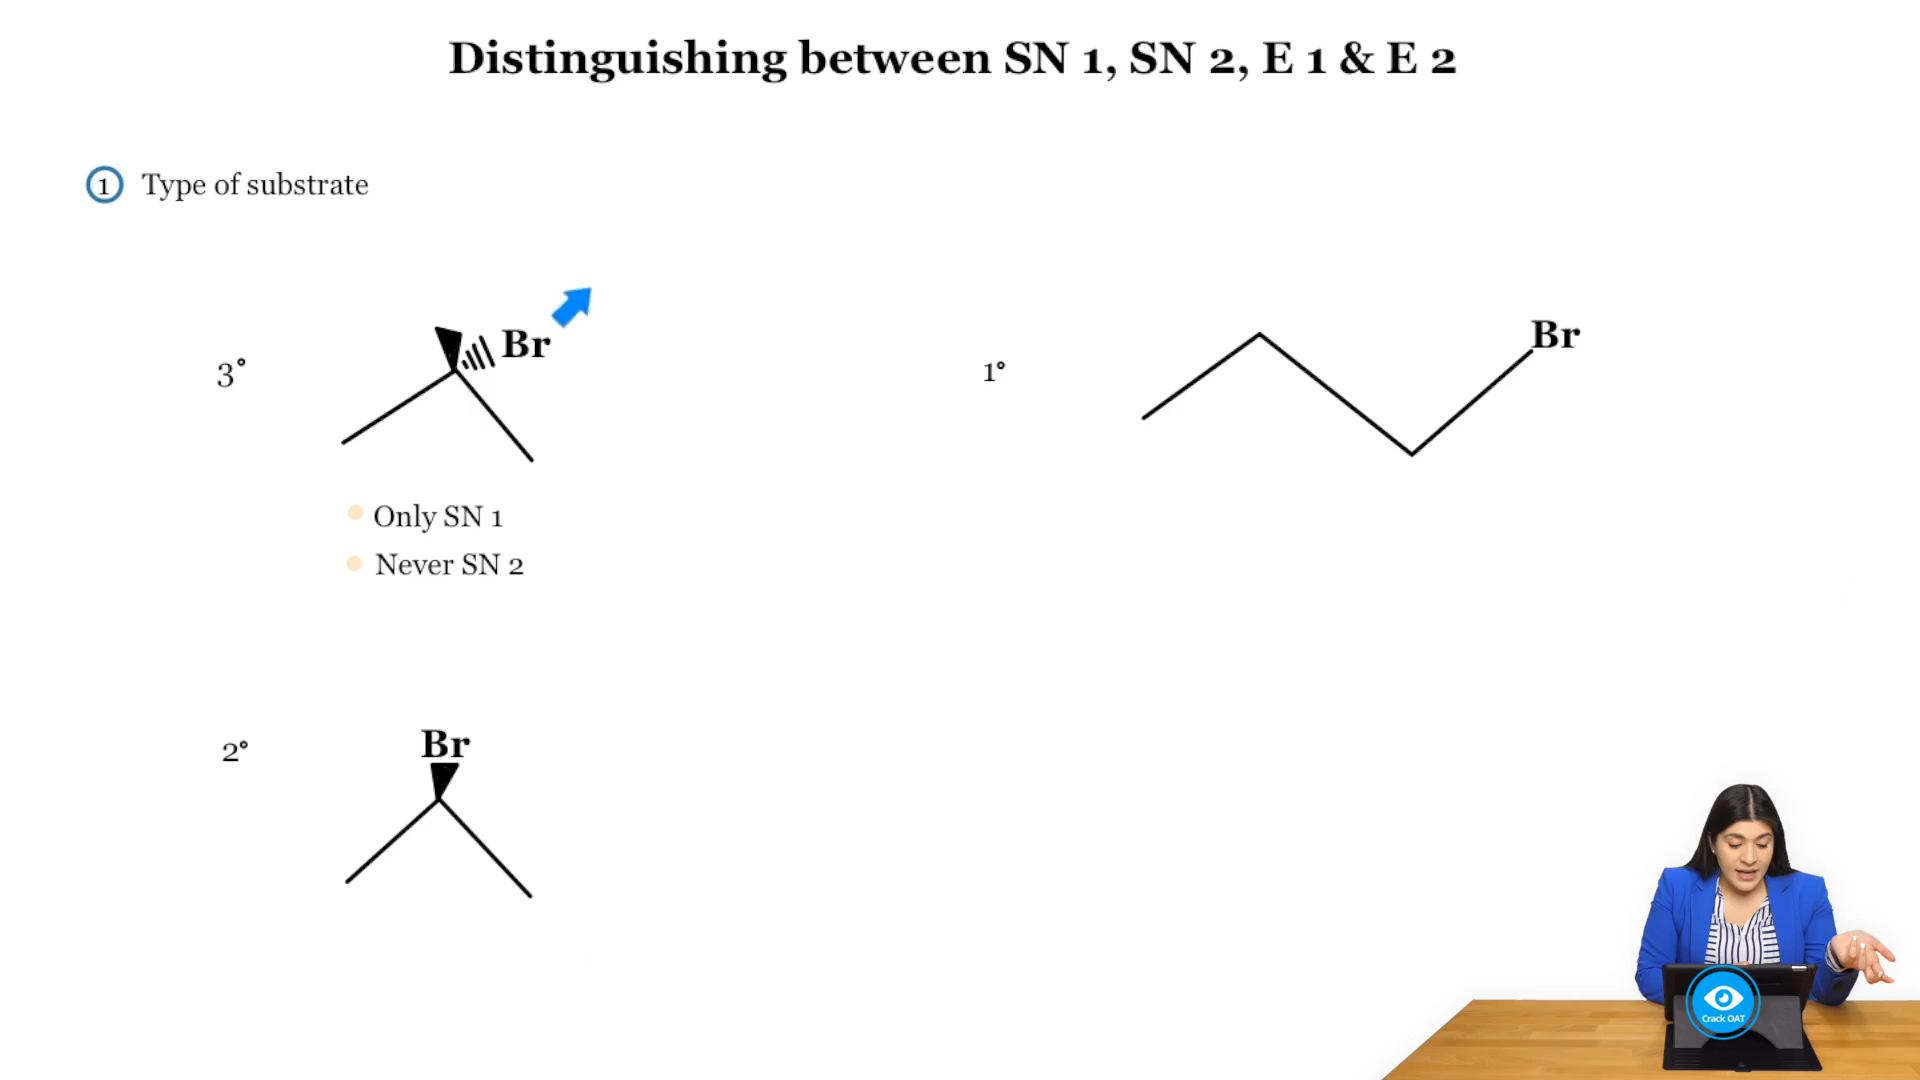 Distinguishing between SN 1, SN 2, E 1 & E 2
1 Type of substrate
3° Br
1° Br
Only SN 1
Never SN 2
2° Br
Crack OAT